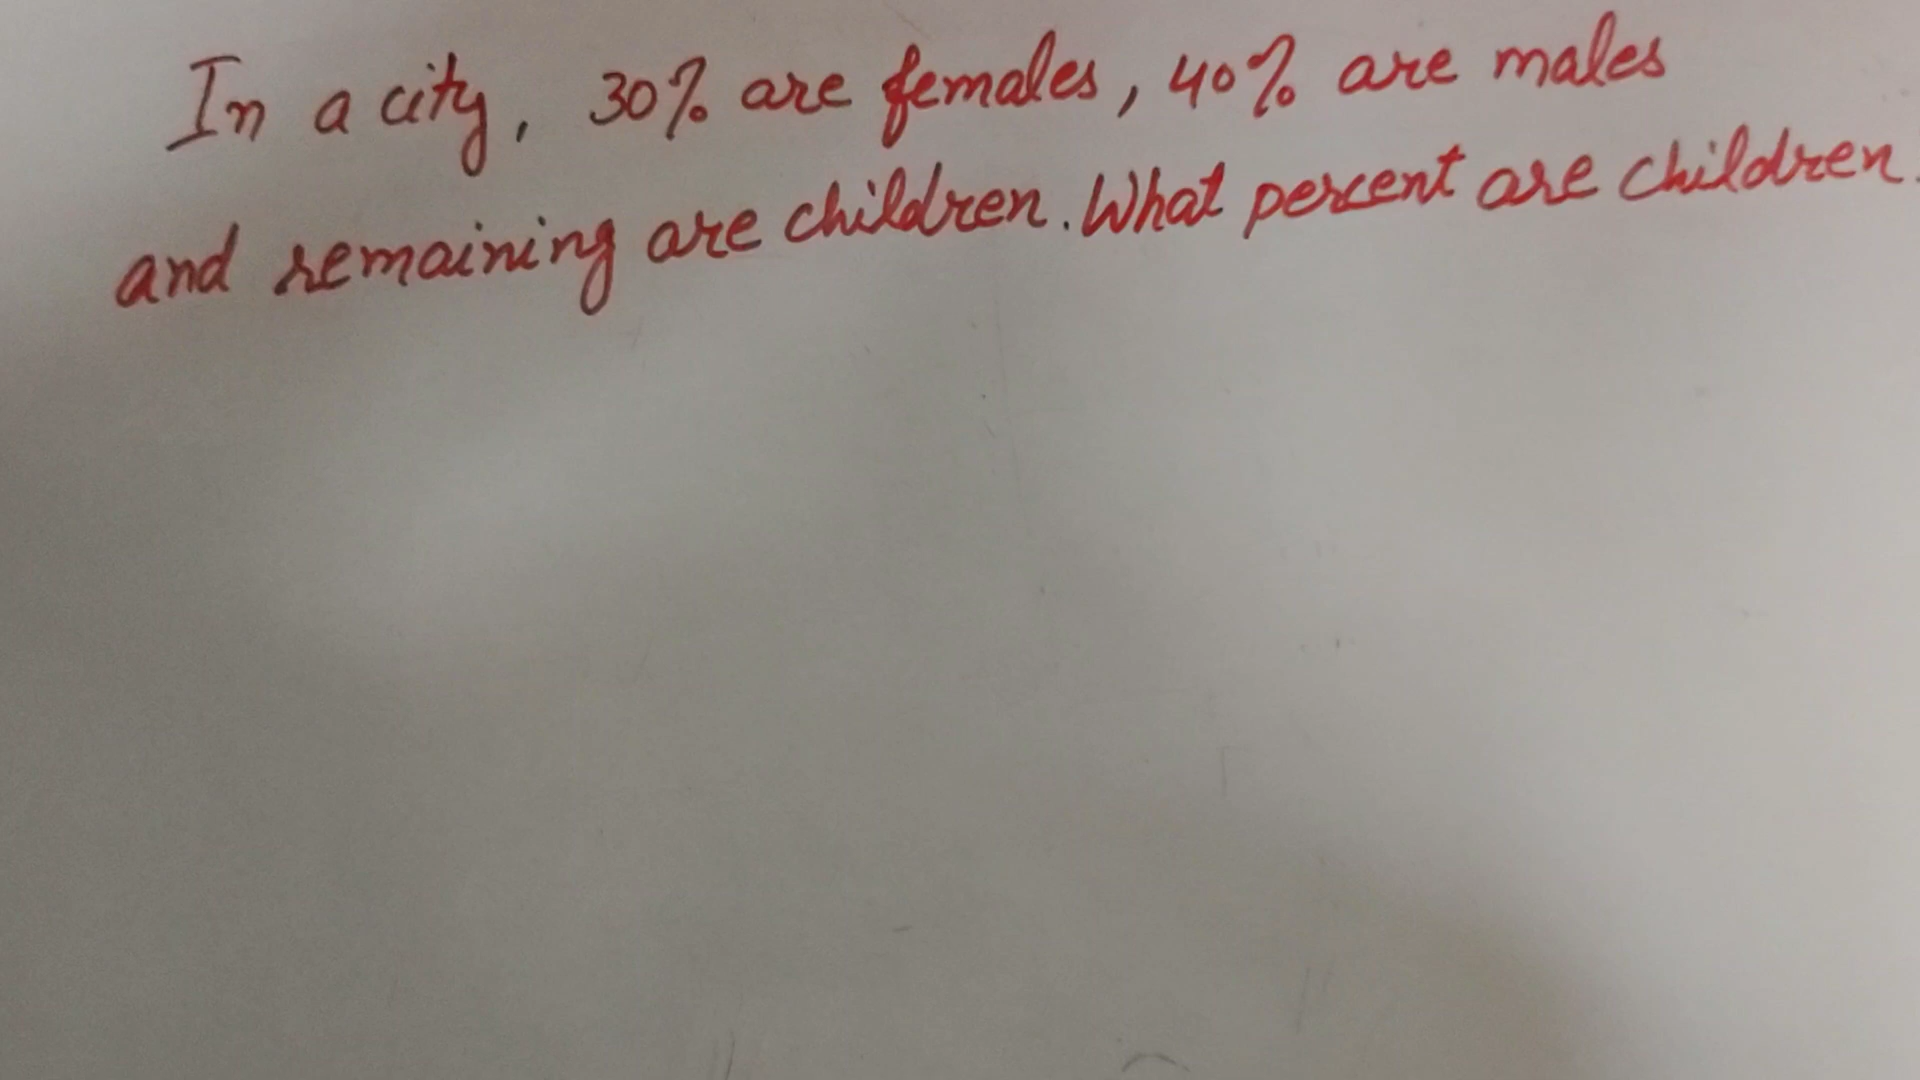 In a city, 30% are females, 40% are males
and remaining are children. What percent are children.